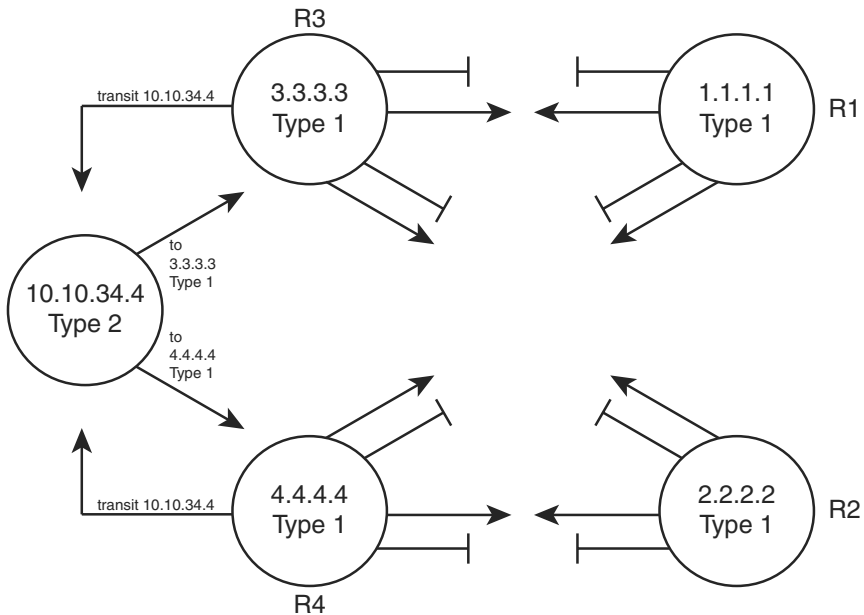 R3
transit 10.10.34.4
3.3.3.3
Type 1
1.1.1.1
Type 1
R1
to
3.3.3.3
Type 1
10.10.34.4
Type 2
to
4.4.4.4
Type 1
transit 10.10.34.4
4.4.4.4
Type 1
2.2.2.2
Type 1
R2
R4